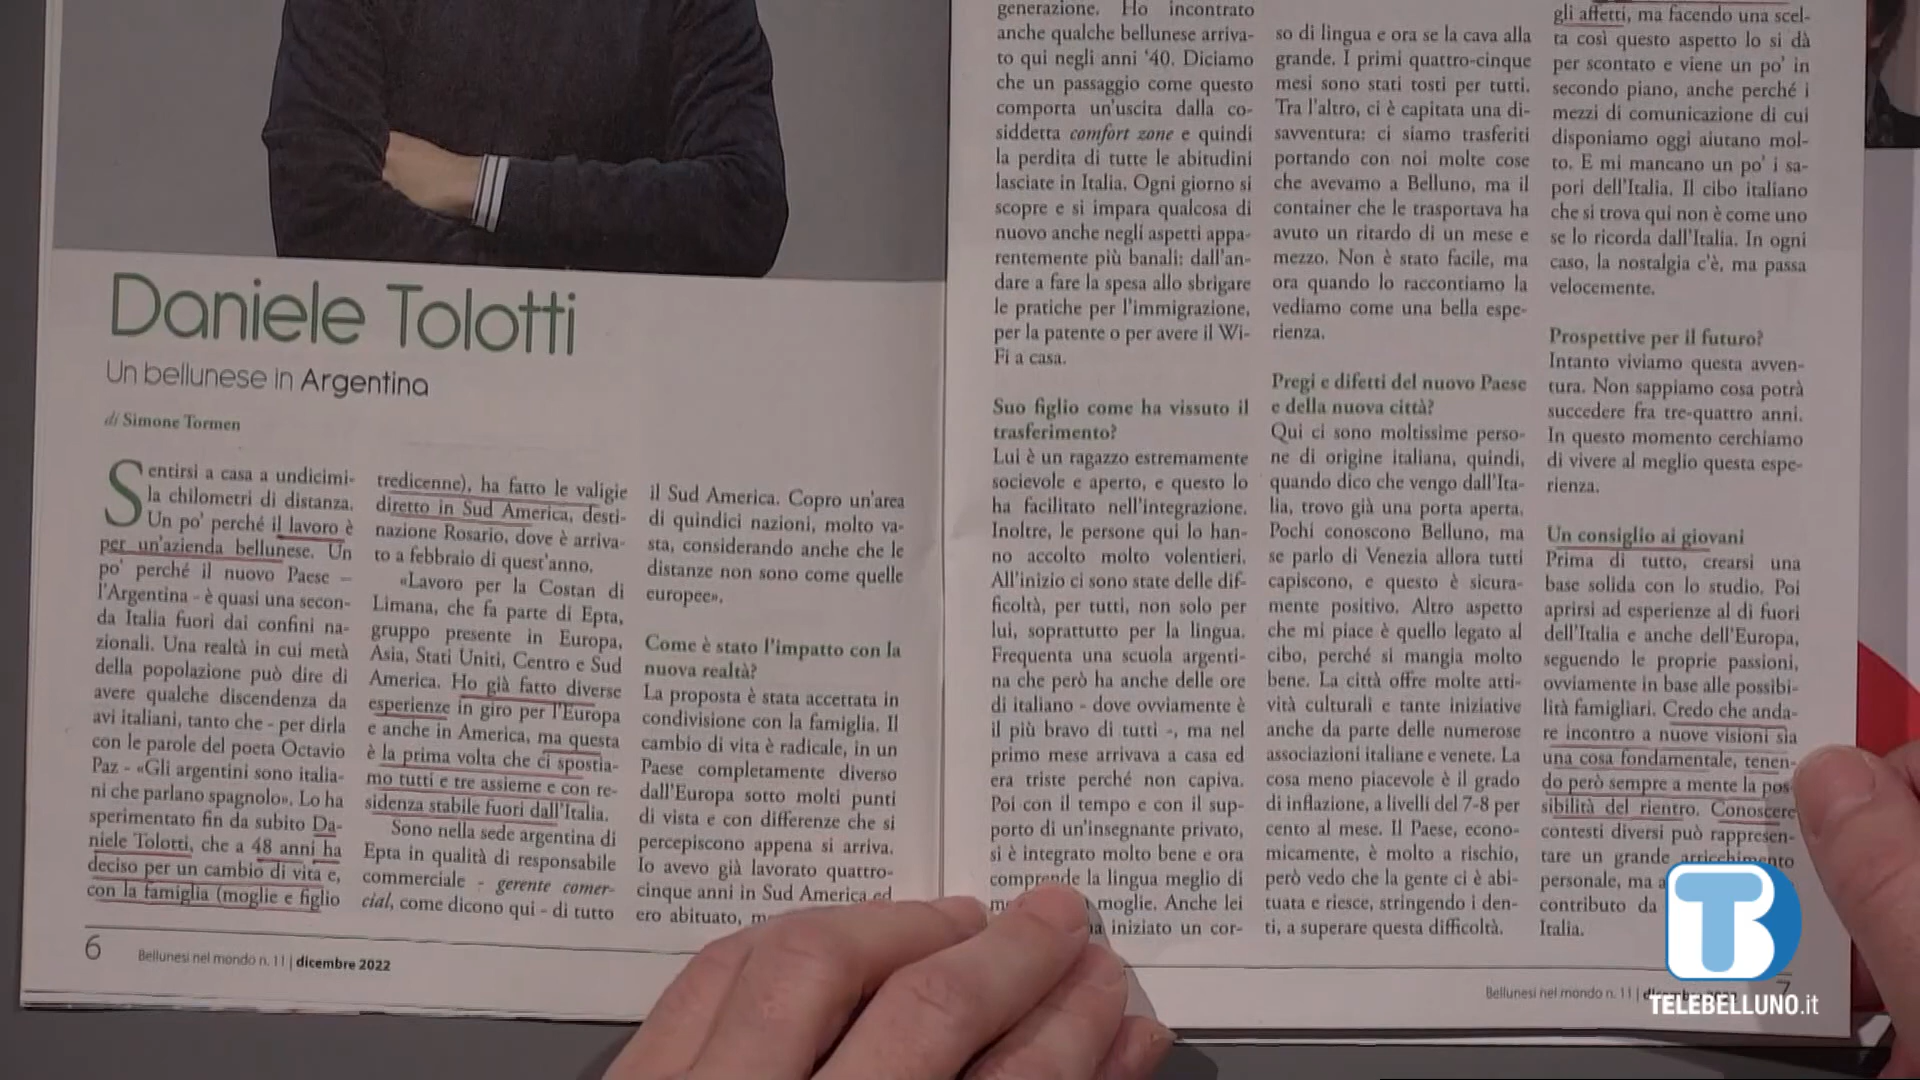 Daniele Tolotti
Un bellunese in Argentina
di Simone Tormen
Sentirsi a casa a undicimi-
la chilometri di distanza.
Un po' perché il lavoro è
per un'azienda bellunese. Un
po' perché il nuovo Paese –
l'Argentina - è quasi una secon-
da Italia fuori dai confini na-
zionali. Una realtà in cui metà
della popolazione può dire di
avere qualche discendenza da
avi italiani, tanto che - per dirla
con le parole del poeta Octavio
Paz - «Gli argentini sono italia-
ni che parlano spagnolo». Lo ha
sperimentato fin da subito Da-
niele Tolotti, che a 48 anni ha
deciso per un cambio di vita e,
con la famiglia (moglie e figlio
tredicenne), ha fatto le valigie
diretto in Sud America, desti-
nazione Rosario, dove è arriva-
to a febbraio di quest'anno.
«Lavoro per la Costan di
Limana, che fa parte di Epta,
gruppo presente in Europa,
Asia, Stati Uniti, Centro e Sud
America. Ho già fatto diverse
esperienze in giro per l'Europa
e anche in America, ma questa
è la prima volta che ci spostia-
mo tutti e tre assieme e con re-
sidenza stabile fuori dall'Italia.
Sono nella sede argentina di
Epta in qualità di responsabile
commerciale - gerente comer-
cial, come dicono qui - di tutto
il Sud America. Copro un'area
di quindici nazioni, molto va-
sta, considerando anche che le
distanze non sono come quelle
europee».
Come è stato l'impatto con la
nuova realtà?
La proposta è stata accettata in
condivisione con la famiglia. Il
cambio di vita è radicale, in un
Paese completamente diverso
dall'Europa sotto molti punti
di vista e con differenze che si
percepiscono appena si arriva.
Io avevo già lavorato quattro-
cinque anni in Sud America ed
ero abituato,
6
Bellunesi nel mondo n. 11 | dicembre 2022
generazione. Ho incontrato
anche qualche bellunese arriva-
to qui negli anni '40. Diciamo
che un passaggio come questo
comporta un'uscita dalla co-
siddetta comfort zone e quindi
la perdita di tutte le abitudini
lasciate in Italia. Ogni giorno si
scopre e si impara qualcosa di
nuovo anche negli aspetti appa-
rentemente più banali: dall'an-
dare a fare la spesa allo sbrigare
le pratiche per l'immigrazione,
per la patente o per avere il Wi-
Fi a casa.
Suo figlio come ha vissuto il
trasferimento?
Lui è un ragazzo estremamente
socievole e aperto, e questo lo
ha facilitato nell'integrazione.
Inoltre, le persone qui lo han-
no accolto molto volentieri.
All'inizio ci sono state delle dif-
ficoltà, per tutti, non solo per
lui, soprattutto per la lingua.
Frequenta una scuola argenti-
na che però ha anche delle ore
di italiano - dove ovviamente è
il più bravo di tutti -, ma nel
primo mese arrivava a casa ed
era triste perché non capiva.
Poi con il tempo e con il sup-
porto di un'insegnante privato,
si è integrato molto bene e ora
comprende la lingua meglio di
moglie. Anche lei
ha iniziato un cor-
so di lingua e ora se la cava alla
grande. I primi quattro-cinque
mesi sono stati tosti per tutti.
Tra l'altro, ci è capitata una di-
savventura: ci siamo trasferiti
portando con noi molte cose
che avevamo a Belluno, ma il
container che le trasportava ha
avuto un ritardo di un mese e
mezzo. Non è stato facile, ma
ora quando lo raccontiamo la
vediamo come una bella espe-
rienza.
Pregi e difetti del nuovo Paese
e della nuova città?
Qui ci sono moltissime perso-
ne di origine italiana, quindi,
quando dico che vengo dall'Ita-
lia, trovo già una porta aperta.
Pochi conoscono Belluno, ma
se parlo di Venezia allora tutti
capiscono, e questo è sicura-
mente positivo. Altro aspetto
che mi piace è quello legato al
cibo, perché si mangia molto
bene. La città offre molte atti-
vità culturali e tante iniziative
anche da parte delle numerose
associazioni italiane e venete. La
cosa meno piacevole è il grado
di inflazione, a livelli del 7-8 per
cento al mese. Il Paese, econo-
micamente, è molto a rischio,
però vedo che la gente ci è abi-
tuata e riesce, stringendo i den-
ti, a superare questa difficoltà.
gli affetti, ma facendo una scel-
ta così questo aspetto lo si dà
per scontato e viene un po' in
secondo piano, anche perché i
mezzi di comunicazione di cui
disponiamo oggi aiutano mol-
to. E mi mancano un po' i sa-
pori dell'Italia. Il cibo italiano
che si trova qui non è come uno
se lo ricorda dall'Italia. In ogni
caso, la nostalgia c'è, ma passa
velocemente.
Prospettive per il futuro?
Intanto viviamo questa avven-
tura. Non sappiamo cosa potrà
succedere fra tre-quattro anni.
In questo momento cerchiamo
di vivere al meglio questa espe-
rienza.
Un consiglio ai giovani
Prima di tutto, crearsi una
base solida con lo studio. Poi
aprirsi ad esperienze al di fuori
dell'Italia e anche dell'Europa,
seguendo le proprie passioni,
ovviamente in base alle possibi-
lità famigliari. Credo che anda-
re incontro a nuove visioni sia
una cosa fondamentale, tenen-
do però sempre a mente la pos-
sibilità del rientro. Conoscere
contesti diversi può rappresen-
tare un grande arricchimento
personale, ma a
contributo da
Italia.
Bellunesi nel mondo n. 11 | dicembre 2022
7
TB
TELEBELLUNO.it